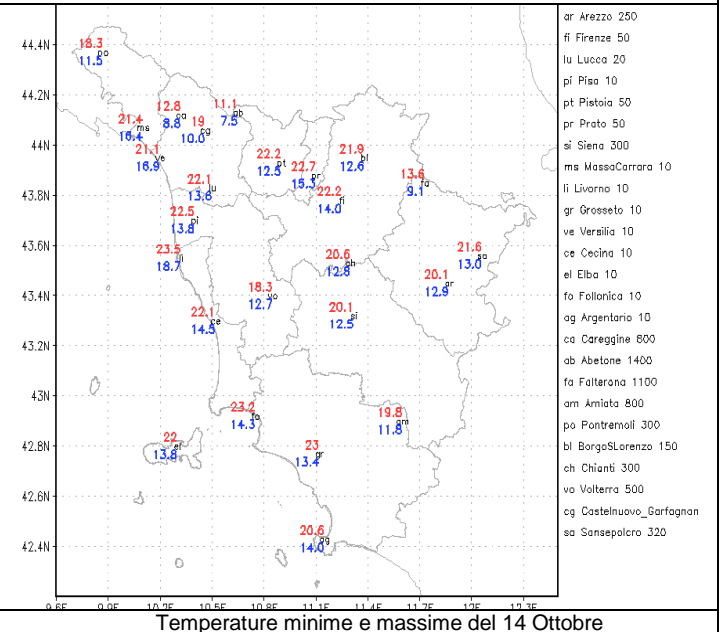 44.4N
44.2N
44N
43.8N
43.6N
43.4N
43.2N
43N
42.8N
42.6N
42.4N
9.6E 9.9E 10.2E 10.5E 10.8E 11.1E 11.4E 11.7E 12E 12.3E
18.3
po
11.5
12.8
ca
8.8
11.1
ab
7.5
21.4
ms
16.4
19
cg
10.0
21.1
ve
16.9
22.2
pt
12.5
22.7
pr
15.3
21.9
bl
12.6
13.6
fa
9.1
22.1
lu
13.6
22.2
fi
14.0
22.5
pi
13.8
23.5
li
18.7
20.6
ch
12.8
21.6
sa
13.0
20.1
ar
12.9
18.3
vo
12.7
22.1
ce
14.5
20.1
si
12.5
23.2
fo
14.3
19.8
am
11.8
22
el
13.8
23
gr
13.4
20.6
ag
14.0
ar Arezzo 250
fi Firenze 50
lu Lucca 20
pi Pisa 10
pt Pistoia 50
pr Prato 50
si Siena 300
ms MassaCarrara 10
li Livorno 10
gr Grosseto 10
ve Versilia 10
ce Cecina 10
el Elba 10
fo Follonica 10
ag Argentario 10
ca Careggine 800
ab Abetone 1400
fa Falterona 1100
am Amiata 800
po Pontremoli 300
bl BorgoSLorenzo 150
ch Chianti 300
vo Volterra 500
cg Castelnuovo_Garfagnan
sa Sansepolcro 320
Temperature minime e massime del 14 Ottobre